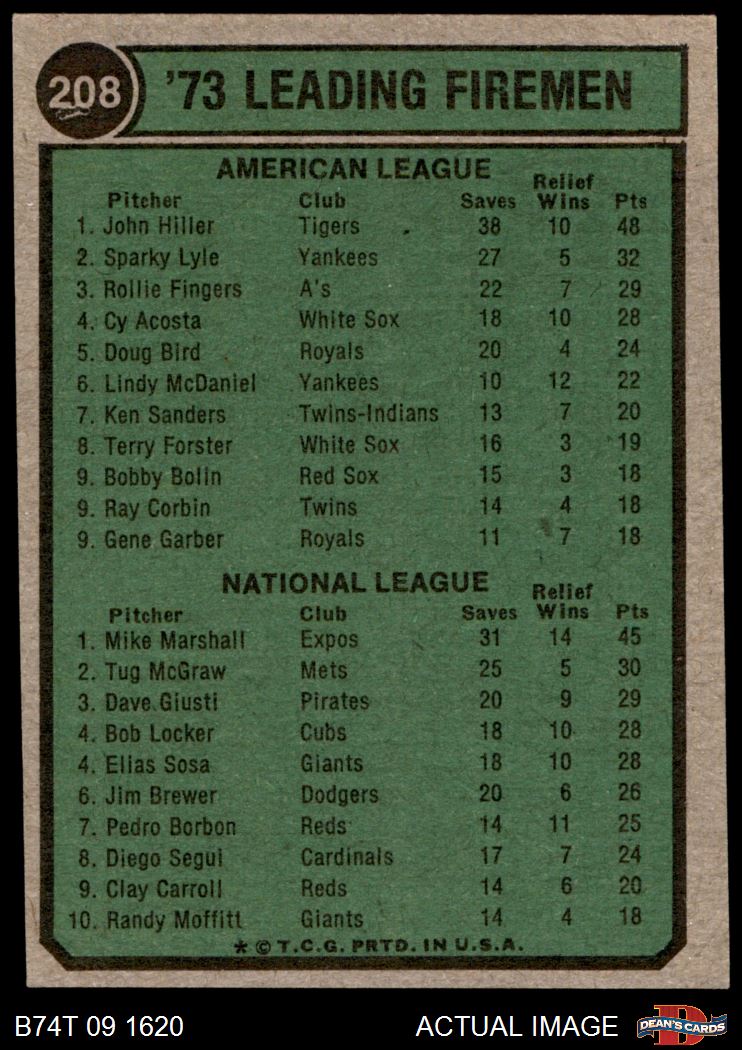 208 '73 LEADING FIREMEN
AMERICAN LEAGUE
Pitcher Club Saves Relief Wins Pts
1. John Hiller Tigers 38 10 48
2. Sparky Lyle Yankees 27 5 32
3. Rollie Fingers A's 22 7 29
4. Cy Acosta White Sox 18 10 28
5. Doug Bird Royals 20 4 24
6. Lindy McDaniel Yankees 10 12 22
7. Ken Sanders Twins-Indians 13 7 20
8. Terry Forster White Sox 16 3 19
9. Bobby Bolin Red Sox 15 3 18
9. Ray Corbin Twins 14 4 18
9. Gene Garber Royals 11 7 18
NATIONAL LEAGUE
Pitcher Club Saves Relief Wins Pts
1. Mike Marshall Expos 31 14 45
2. Tug McGraw Mets 25 5 30
3. Dave Giusti Pirates 20 9 29
4. Bob Locker Cubs 18 10 28
4. Elias Sosa Giants 18 10 28
6. Jim Brewer Dodgers 20 6 26
7. Pedro Borbon Reds 14 11 25
8. Diego Segui Cardinals 17 7 24
9. Clay Carroll Reds 14 6 20
10. Randy Moffitt Giants 14 4 18
* © T.C.G. PRTD. IN U.S.A.
B74T 09 1620 ACTUAL IMAGE DEAN'S CARDS